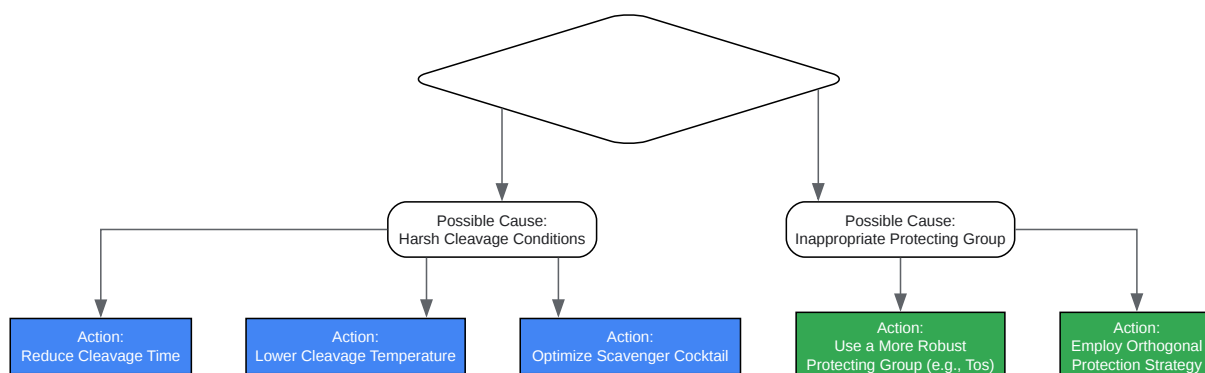 Possible Cause:
Harsh Cleavage Conditions
Possible Cause:
Inappropriate Protecting Group
Action:
Reduce Cleavage Time
Action:
Lower Cleavage Temperature
Action:
Optimize Scavenger Cocktail
Action:
Use a More Robust
Protecting Group (e.g., Tos)
Action:
Employ Orthogonal
Protection Strategy